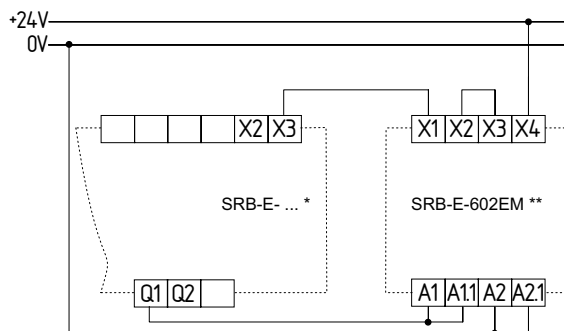 +24V
0V
X2 X3 X1 X2 X3 X4
SRB-E- ... * SRB-E-602EM **
Q1 Q2 A1 A1.1 A2 A2.1